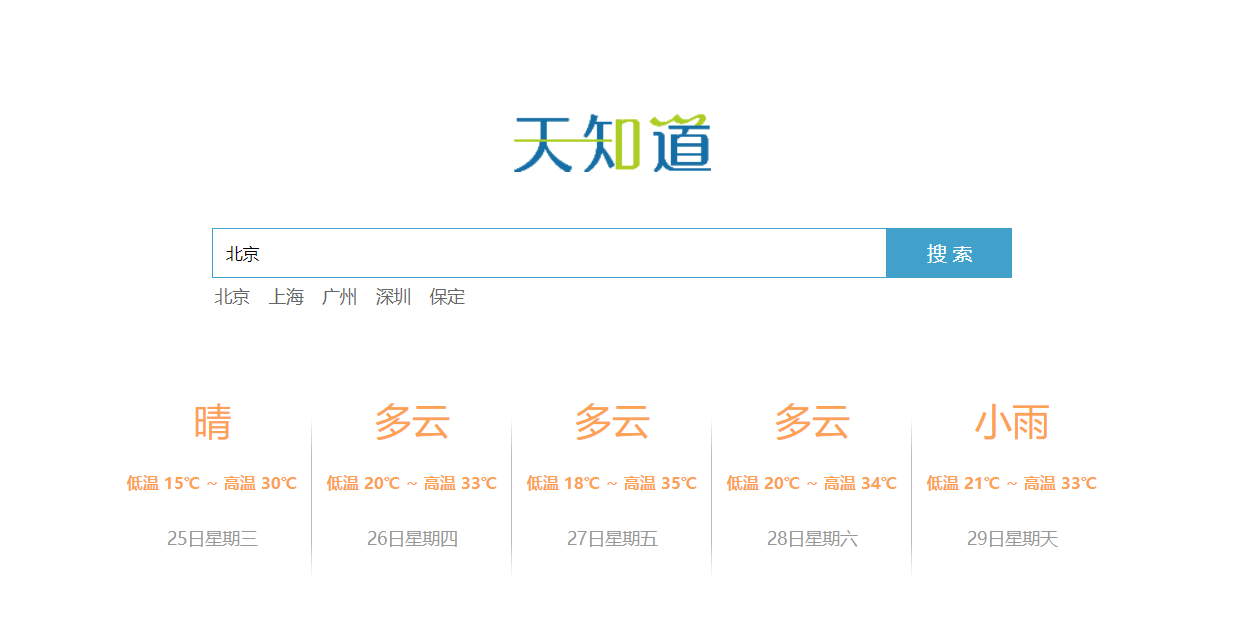 天知道
北京 搜索
北京 上海 广州 深圳 保定
晴 多云 多云 多云 小雨
低温 15℃ ~ 高温 30℃ 低温 20℃ ~ 高温 33℃ 低温 18℃ ~ 高温 35℃ 低温 20℃ ~ 高温 34℃ 低温 21℃ ~ 高温 33℃
25日星期三 26日星期四 27日星期五 28日星期六 29日星期天